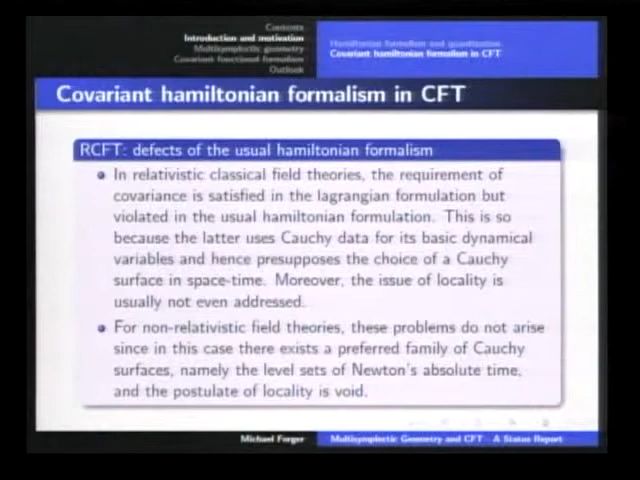 Contents
Introduction and motivation
Multisymplectic geometry
Covariant functional formalism
Outlook
Hamiltonian formalism and quantization
Covariant hamiltonian formalism in CFT
Covariant hamiltonian formalism in CFT
RCFT: defects of the usual hamiltonian formalism
In relativistic classical field theories, the requirement of
covariance is satisfied in the lagrangian formulation but
violated in the usual hamiltonian formulation. This is so
because the latter uses Cauchy data for its basic dynamical
variables and hence presupposes the choice of a Cauchy
surface in space-time. Moreover, the issue of locality is
usually not even addressed.
For non-relativistic field theories, these problems do not arise
since in this case there exists a preferred family of Cauchy
surfaces, namely the level sets of Newton's absolute time,
and the postulate of locality is void.
Michael Forger
Multisymplectic Geometry and CFT - A Status Report